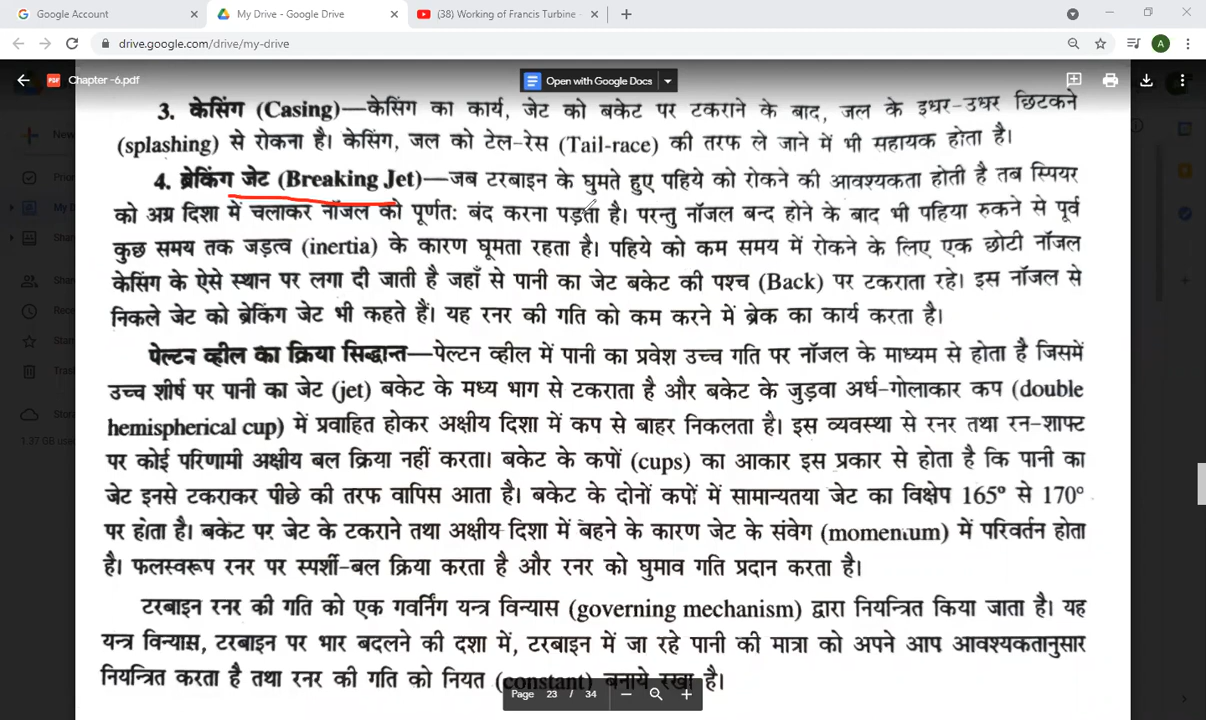 Google Account
My Drive - Google Drive
(38) Working of Francis Turbine -
drive.google.com/drive/my-drive
A
Chapter -6.pdf
Open with Google Docs
3. केसिंग (Casing)—केसिंग का कार्य, जेट को बकेट पर टकराने के बाद, जल के इधर-उधर छिटकने
(splashing) से रोकना है। केसिंग, जल को टेल-रेस (Tail-race) की तरफ ले जाने में भी सहायक होता है।
4. ब्रेकिंग जेट (Breaking Jet)—जब टरबाइन के घुमते हुए पहिये को रोकने की आवश्यकता होती है तब स्पियर
को अग्र दिशा में चलाकर नॉजल को पूर्णत: बंद करना पड़ता है। परन्तु नॉजल बन्द होने के बाद भी पहिया रुकने से पूर्व
कुछ समय तक जड़त्व (inertia) के कारण घूमता रहता है। पहिये को कम समय में रोकने के लिए एक छोटी नॉजल
केसिंग के ऐसे स्थान पर लगा दी जाती है जहाँ से पानी का जेट बकेट की पश्च (Back) पर टकराता रहे। इस नॉजल से
निकले जेट को ब्रेकिंग जेट भी कहते हैं। यह रनर की गति को कम करने में ब्रेक का कार्य करता है।
पेल्टन व्हील का क्रिया सिद्धान्त—पेल्टन व्हील में पानी का प्रवेश उच्च गति पर नॉजल के माध्यम से होता है जिसमें
उच्च शीर्ष पर पानी का जेट (jet) बकेट के मध्य भाग से टकराता है और बकेट के जुड़वा अर्ध-गोलाकार कप (double
hemispherical cup) में प्रवाहित होकर अक्षीय दिशा में कप से बाहर निकलता है। इस व्यवस्था से रनर तथा रन-शाफ्ट
पर कोई परिणामी अक्षीय बल क्रिया नहीं करता। बकेट के कपों (cups) का आकार इस प्रकार से होता है कि पानी का
जेट इनसे टकराकर पीछे की तरफ वापिस आता है। बकेट के दोनों कपों में सामान्यतया जेट का विक्षेप 165° से 170°
पर होता है। बकेट पर जेट के टकराने तथा अक्षीय दिशा में बहने के कारण जेट के संवेग (momentum) में परिवर्तन होता
है। फलस्वरूप रनर पर स्पर्शी-बल क्रिया करता है और रनर को घुमाव गति प्रदान करता है।
टरबाइन रनर की गति को एक गवर्निंग यन्त्र विन्यास (governing mechanism) द्वारा नियन्त्रित किया जाता है। यह
यन्त्र विन्यास, टरबाइन पर भार बदलने की दशा में, टरबाइन में जा रहे पानी की मात्रा को अपने आप आवश्यकतानुसार
नियन्त्रित करता है तथा रनर की गति को नियत (constant) बनाये रखा है।
Page 23 / 34